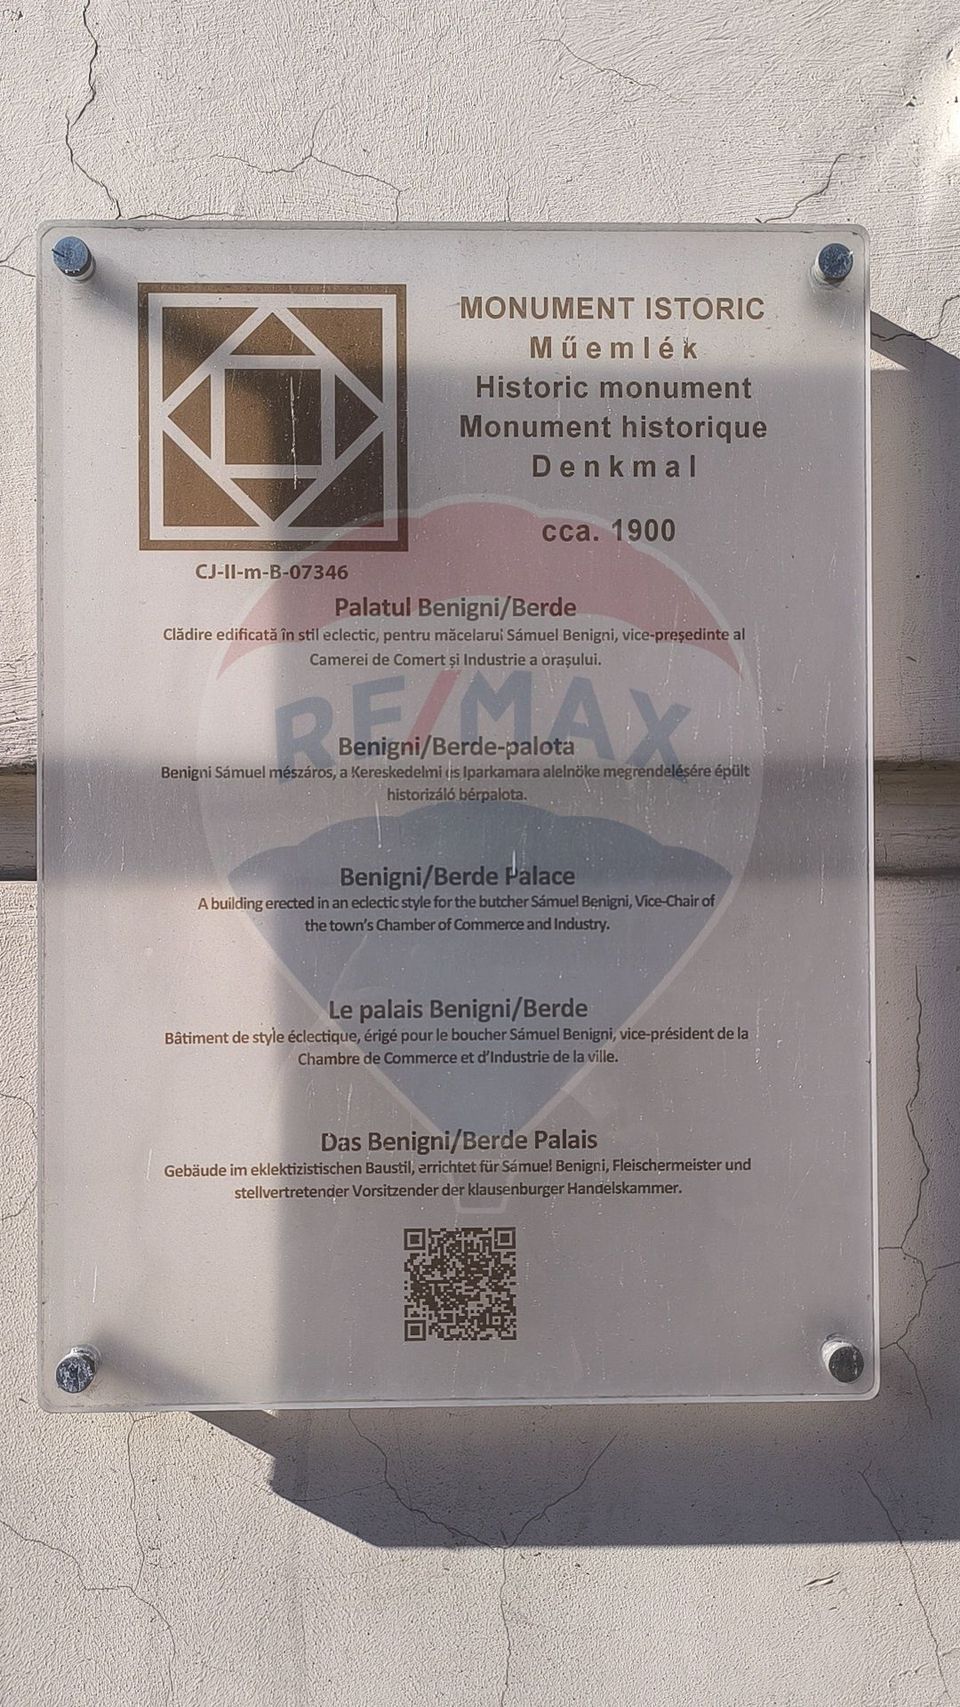 MONUMENT ISTORIC
Műemlék
Historic monument
Monument historique
Denkmal
cca. 1900
CJ-II-m-B-07346
Palatul Benigni/Berde
Clădire edificată în stil eclectic, pentru măcelarul Sámuel Benigni, vice-președinte al
Camerei de Comert și Industrie a orașului.
RE/MAX
Benigni/Berde-palota
Benigni Sámuel mészáros, a Kereskedelmi és Iparkamara alelnöke megrendelésére épült
historizáló bérpalota.
Benigni/Berde Palace
A building erected in an eclectic style for the butcher Sámuel Benigni, Vice-Chair of
the town's Chamber of Commerce and Industry.
Le palais Benigni/Berde
Bâtiment de style éclectique, érigé pour le boucher Sámuel Benigni, vice-président de la
Chambre de Commerce et d'Industrie de la ville.
Das Benigni/Berde Palais
Gebäude im eklektizistischen Baustil, errichtet für Sámuel Benigni, Fleischermeister und
stellvertretender Vorsitzender der klausenburger Handelskammer.